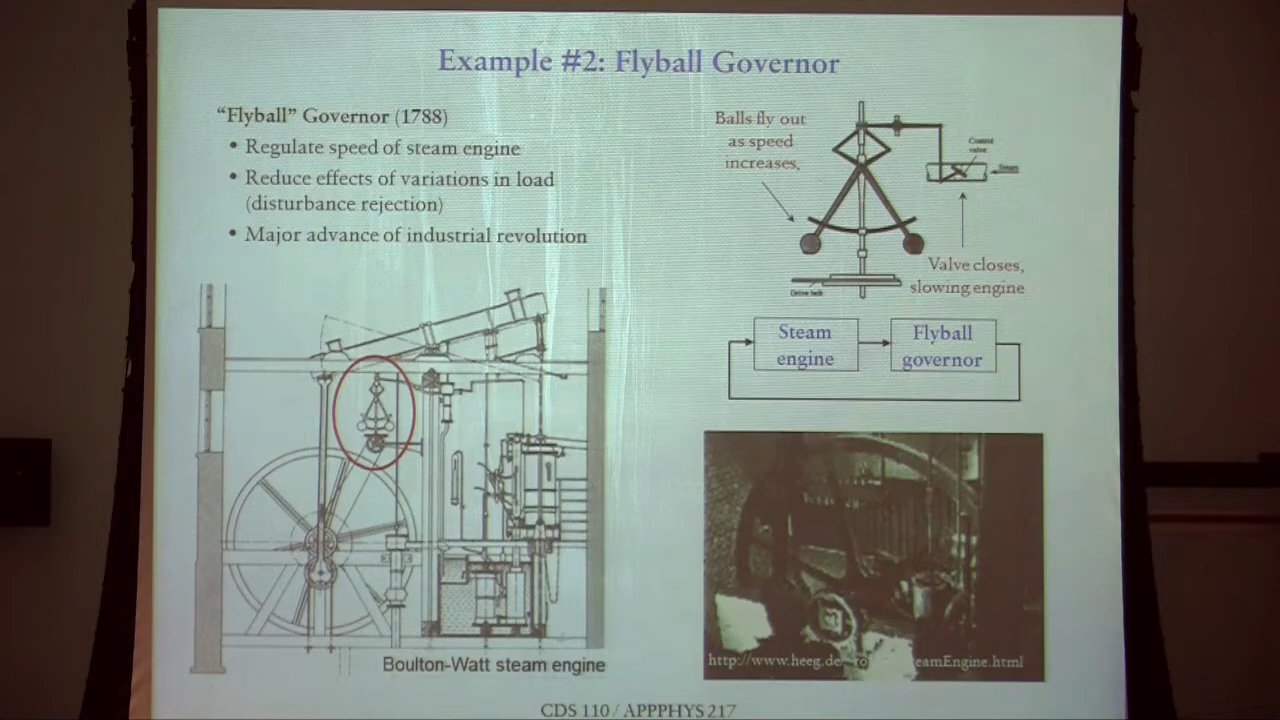 Example #2: Flyball Governor
“Flyball” Governor (1788)
• Regulate speed of steam engine
• Reduce effects of variations in load
(disturbance rejection)
• Major advance of industrial revolution
Balls fly out
as speed
increases,
Control
valve
Steam
Valve closes,
slowing engine
Drive belt
Steam
engine
Flyball
governor
Boulton-Watt steam engine
http://www.heeg.de
ro
eamEngine.html
CDS 110 / APPPHYS 217